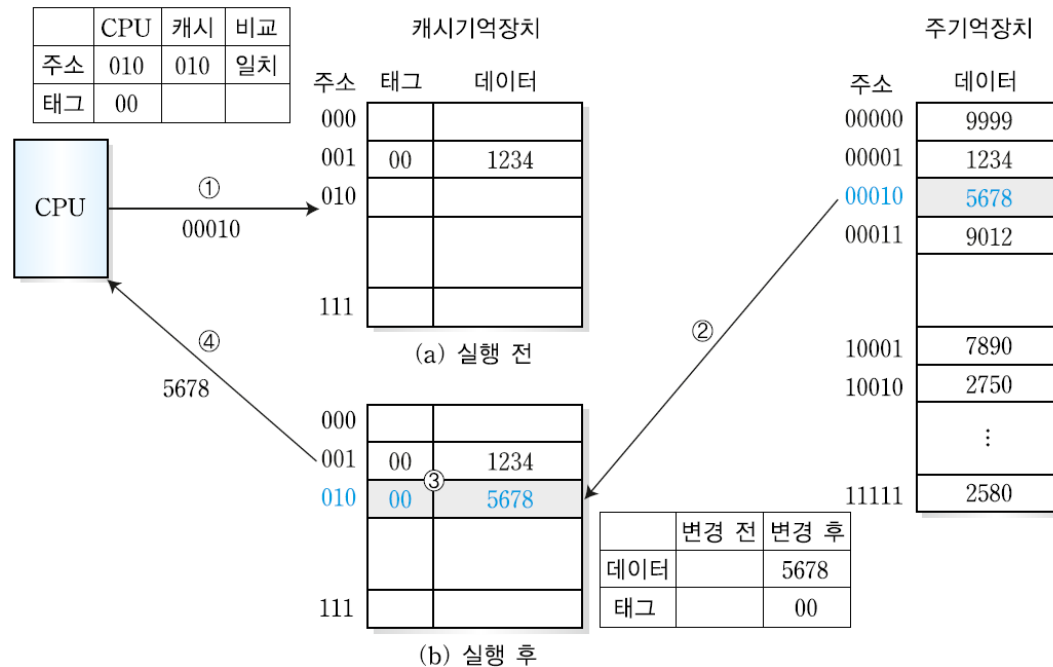 CPU 캐시 비교
주소 010 010 일치
태그 00
캐시기억장치
주소 태그 데이터
000
001 00 1234
010
111
(a) 실행 전
CPU
①
00010
④
5678
②
000
001 00 1234
③
010 00 5678
111
(b) 실행 후
변경 전 변경 후
데이터 5678
태그 00
주기억장치
주소 데이터
00000 9999
00001 1234
00010 5678
00011 9012
10001 7890
10010 2750
⋮
11111 2580